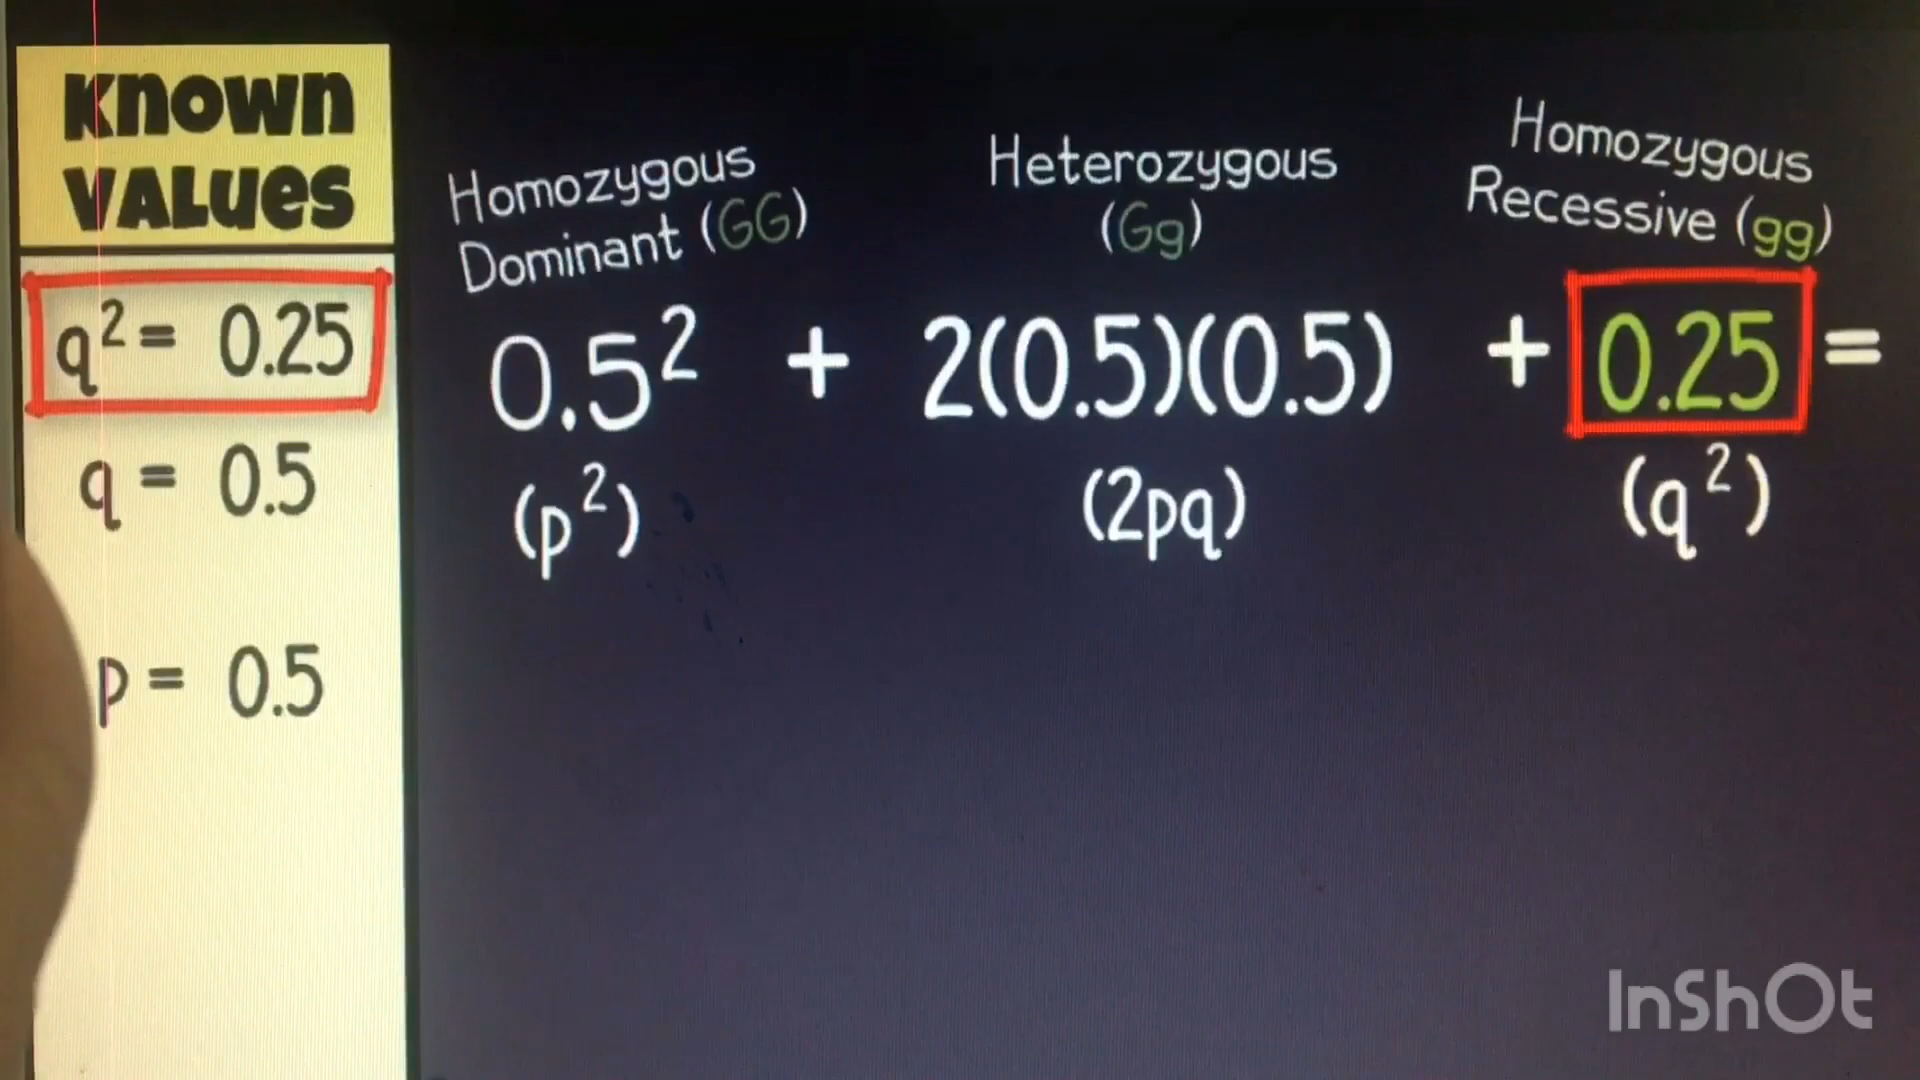 Known
Values
q² = 0.25
q = 0.5
p = 0.5
Homozygous
Dominant (GG)
Heterozygous
(Gg)
Homozygous
Recessive (gg)
0.5² + 2(0.5)(0.5) + 0.25 =
(p²) (2pq) (q²)
InShOt